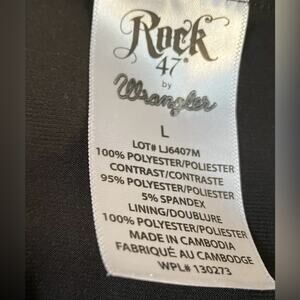 Rock
47®
by
Wrangler
L
LOT# LJ6407M
100% POLYESTER/POLIESTER
CONTRAST/CONTRASTE
95% POLYESTER/POLIESTER
5% SPANDEX
LINING/DOUBLURE
100% POLYESTER/POLIESTER
MADE IN CAMBODIA
FABRIQUÉ AU CAMBODGE
WPL# 130273